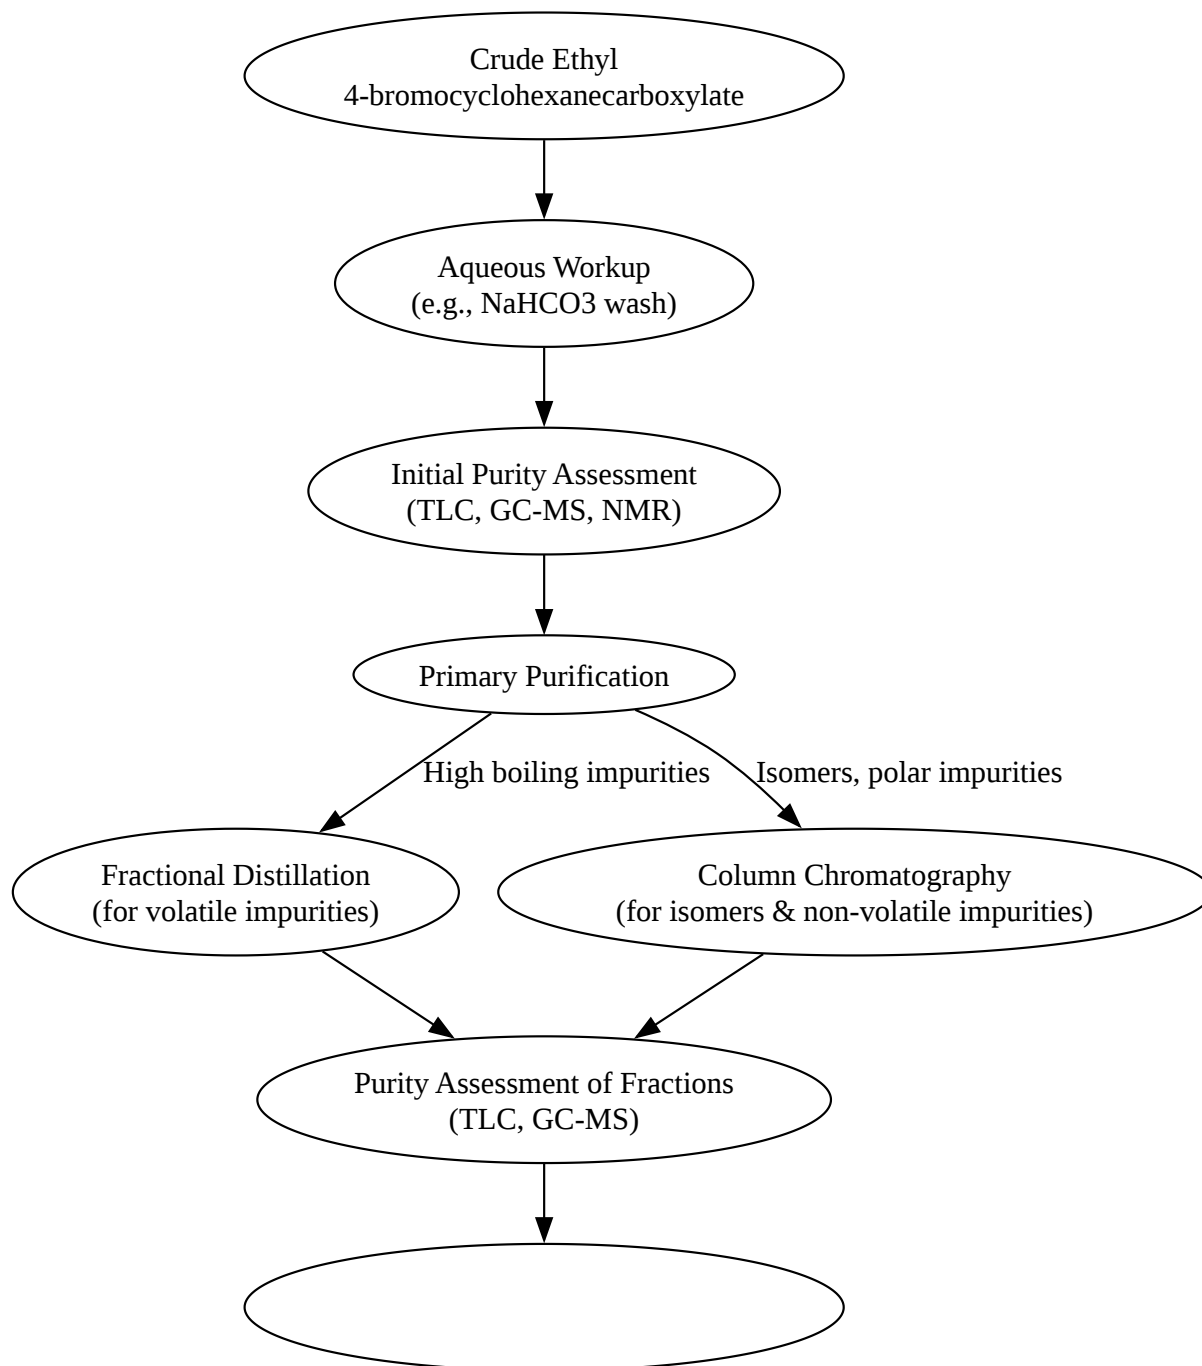 Crude Ethyl
4-bromocyclohexanecarboxylate
Aqueous Workup
(e.g., NaHCO3 wash)
Initial Purity Assessment
(TLC, GC-MS, NMR)
Primary Purification
High boiling impurities
Isomers, polar impurities
Fractional Distillation
(for volatile impurities)
Column Chromatography
(for isomers & non-volatile impurities)
Purity Assessment of Fractions
(TLC, GC-MS)